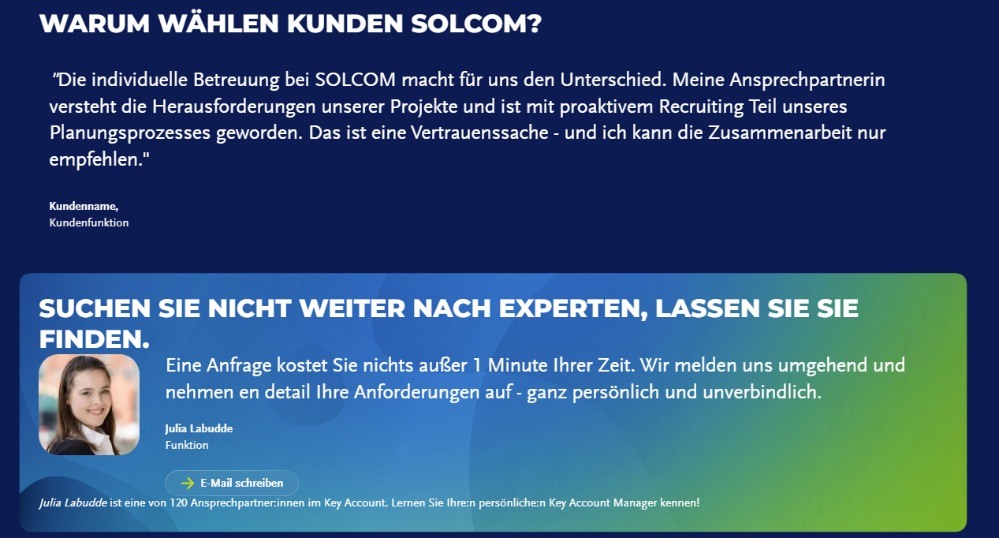 WARUM WÄHLEN KUNDEN SOLCOM?
"Die individuelle Betreuung bei SOLCOM macht für uns den Unterschied. Meine Ansprechpartnerin
versteht die Herausforderungen unserer Projekte und ist mit proaktivem Recruiting Teil unseres
Planungsprozesses geworden. Das ist eine Vertrauenssache - und ich kann die Zusammenarbeit nur
empfehlen."
Kundenname,
Kundenfunktion
SUCHEN SIE NICHT WEITER NACH EXPERTEN, LASSEN SIE SIE
FINDEN.
Eine Anfrage kostet Sie nichts außer 1 Minute Ihrer Zeit. Wir melden uns umgehend und
nehmen en detail Ihre Anforderungen auf - ganz persönlich und unverbindlich.
Julia Labudde
Funktion
E-Mail schreiben
Julia Labudde ist eine von 120 Ansprechpartner:innen im Key Account. Lernen Sie Ihre:n persönliche:n Key Account Manager kennen!